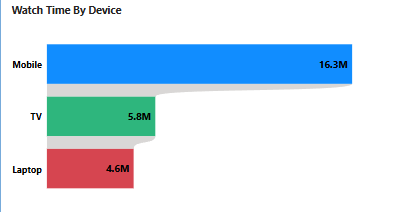 Watch Time By Device
Mobile 16.3M
TV 5.8M
Laptop 4.6M